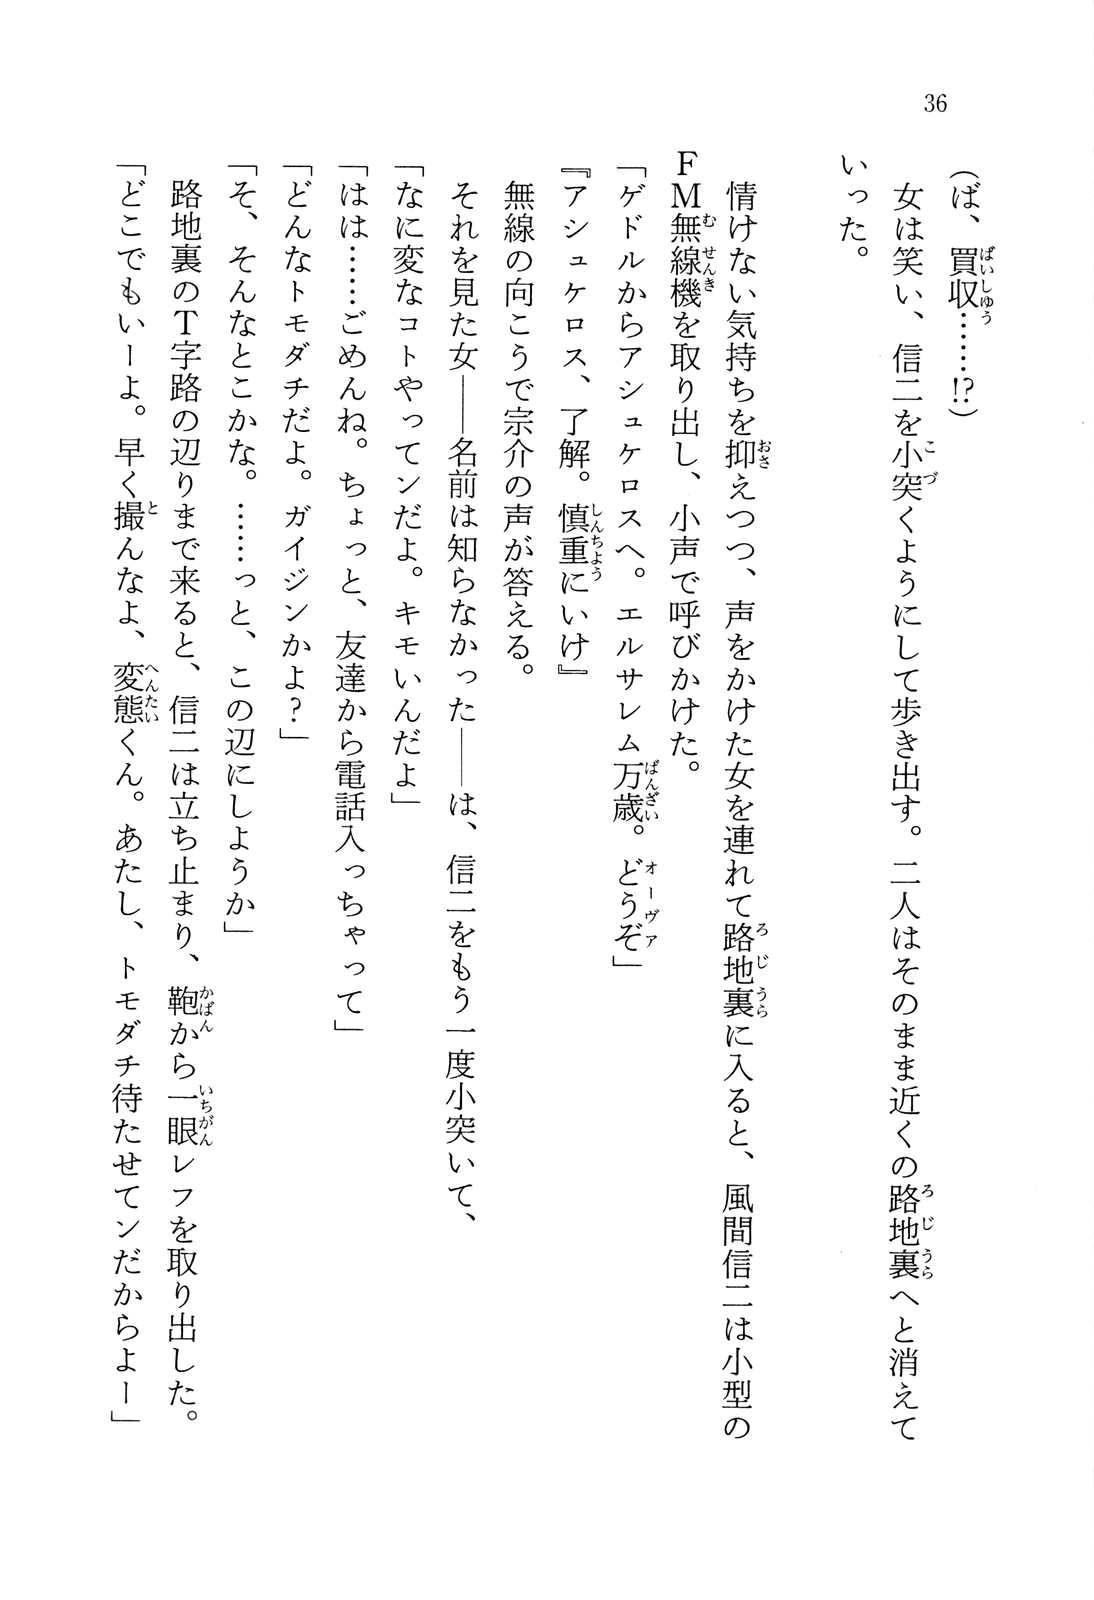 36
(ば、買収……!?)
女は笑い、信二を小突くようにして歩き出す。二人はそのまま近くの路地裏へと消えて
いった。
情けない気持ちを抑えつつ、声をかけた女を連れて路地裏に入ると、風間信二は小型の
ＦＭ無線機を取り出し、小声で呼びかけた。
「ゲドルからアシュケロスへ。エルサレム万歳。どうぞ」
『アシュケロス、了解。慎重にいけ』
無線の向こうで宗介の声が答える。
それを見た女――名前は知らなかった――は、信二をもう一度小突いて、
「なに変なコトやってンだよ。キモいんだよ」
「はは……ごめんね。ちょっと、友達から電話入っちゃって」
「どんなトモダチだよ。ガイジンかよ？」
「そ、そんなとこかな。……っと、この辺にしようか」
路地裏のＴ字路の辺りまで来ると、信二は立ち止まり、鞄から一眼レフを取り出した。
「どこでもいーよ。早く撮んなよ、変態くん。あたし、トモダチ待たせてンだからよー」